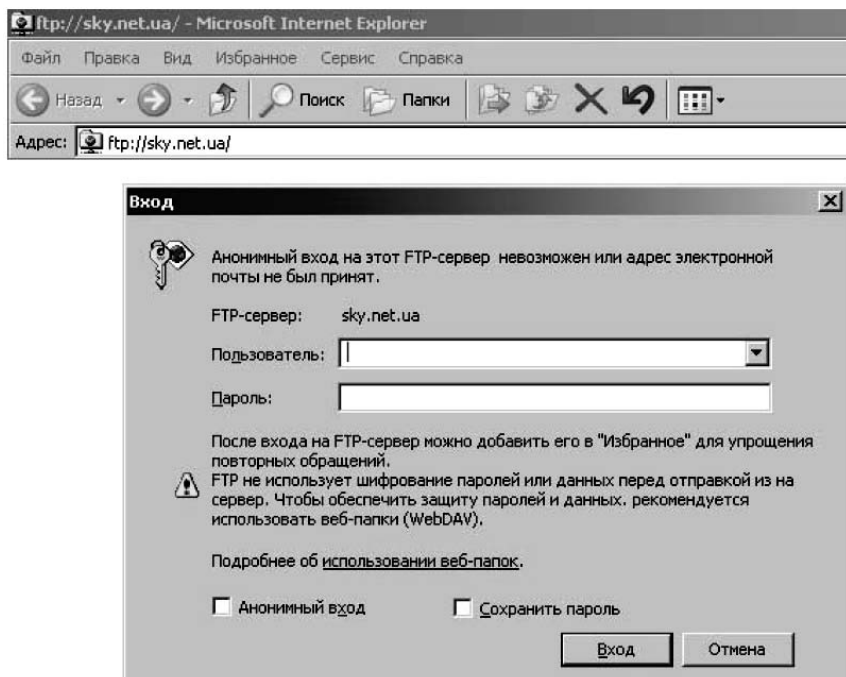 ftp://sky.net.ua/ - Microsoft Internet Explorer
Файл Правка Вид Избранное Сервис Справка
Назад Поиск Папки
Адрес: ftp://sky.net.ua/
Вход
Анонимный вход на этот FTP-сервер невозможен или адрес электронной
почты не был принят.
FTP-сервер: sky.net.ua
Пользователь:
Пароль:
После входа на FTP-сервер можно добавить его в "Избранное" для упрощения
повторных обращений.
FTP не использует шифрование паролей или данных перед отправкой из на
сервер. Чтобы обеспечить защиту паролей и данных. рекомендуется
использовать веб-папки (WebDAV).
Подробнее об использовании веб-папок.
Анонимный вход Сохранить пароль
Вход Отмена